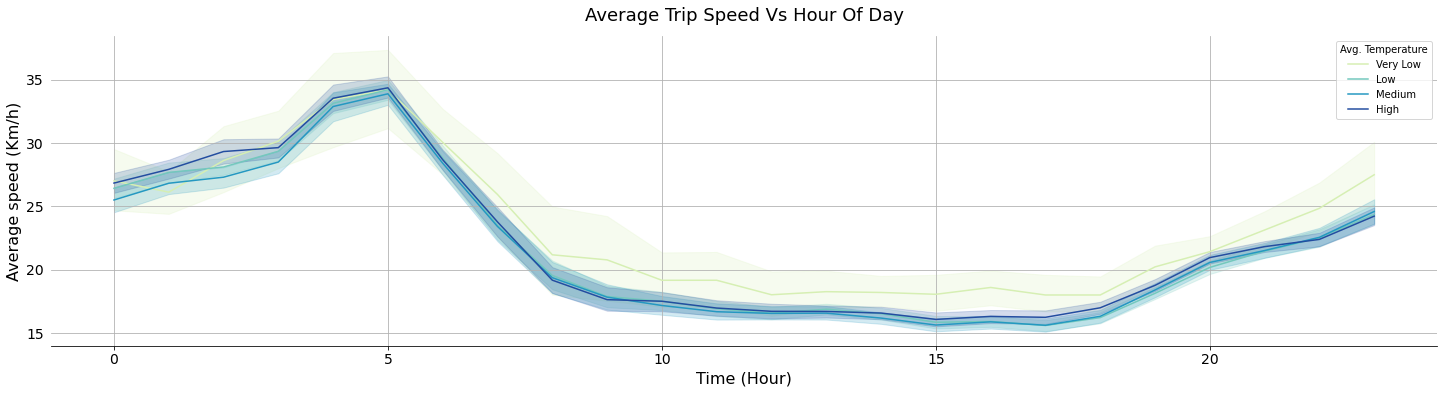 Average Trip Speed Vs Hour Of Day
Average speed (Km/h)
35
30
25
20
15
0
5
10
15
20
Time (Hour)
Avg. Temperature
Very Low
Low
Medium
High